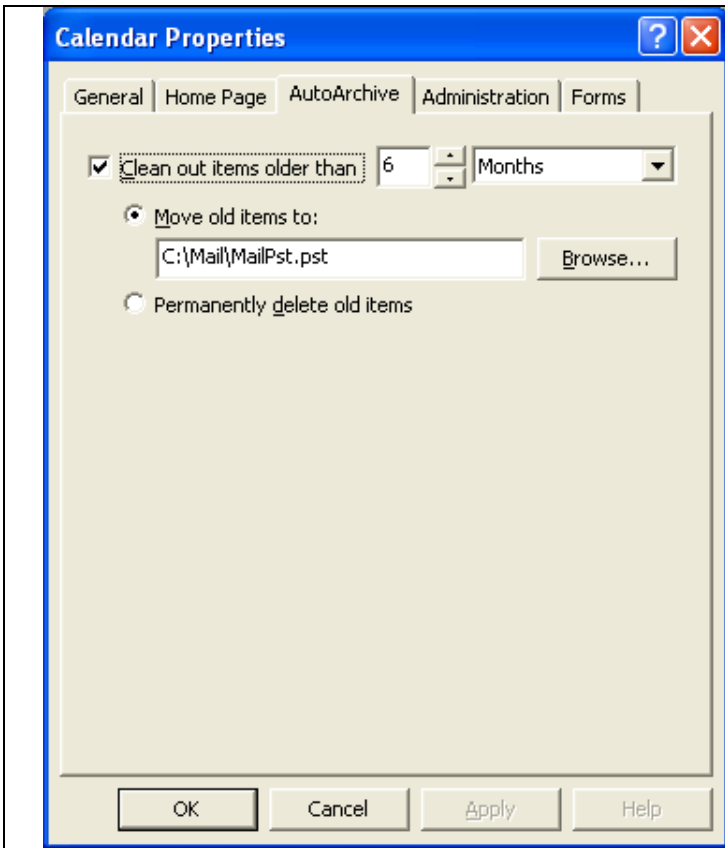 Calendar Properties
General Home Page AutoArchive Administration Forms
Clean out items older than 6 Months
Move old items to:
C:\Mail\MailPst.pst Browse...
Permanently delete old items
OK Cancel Apply Help